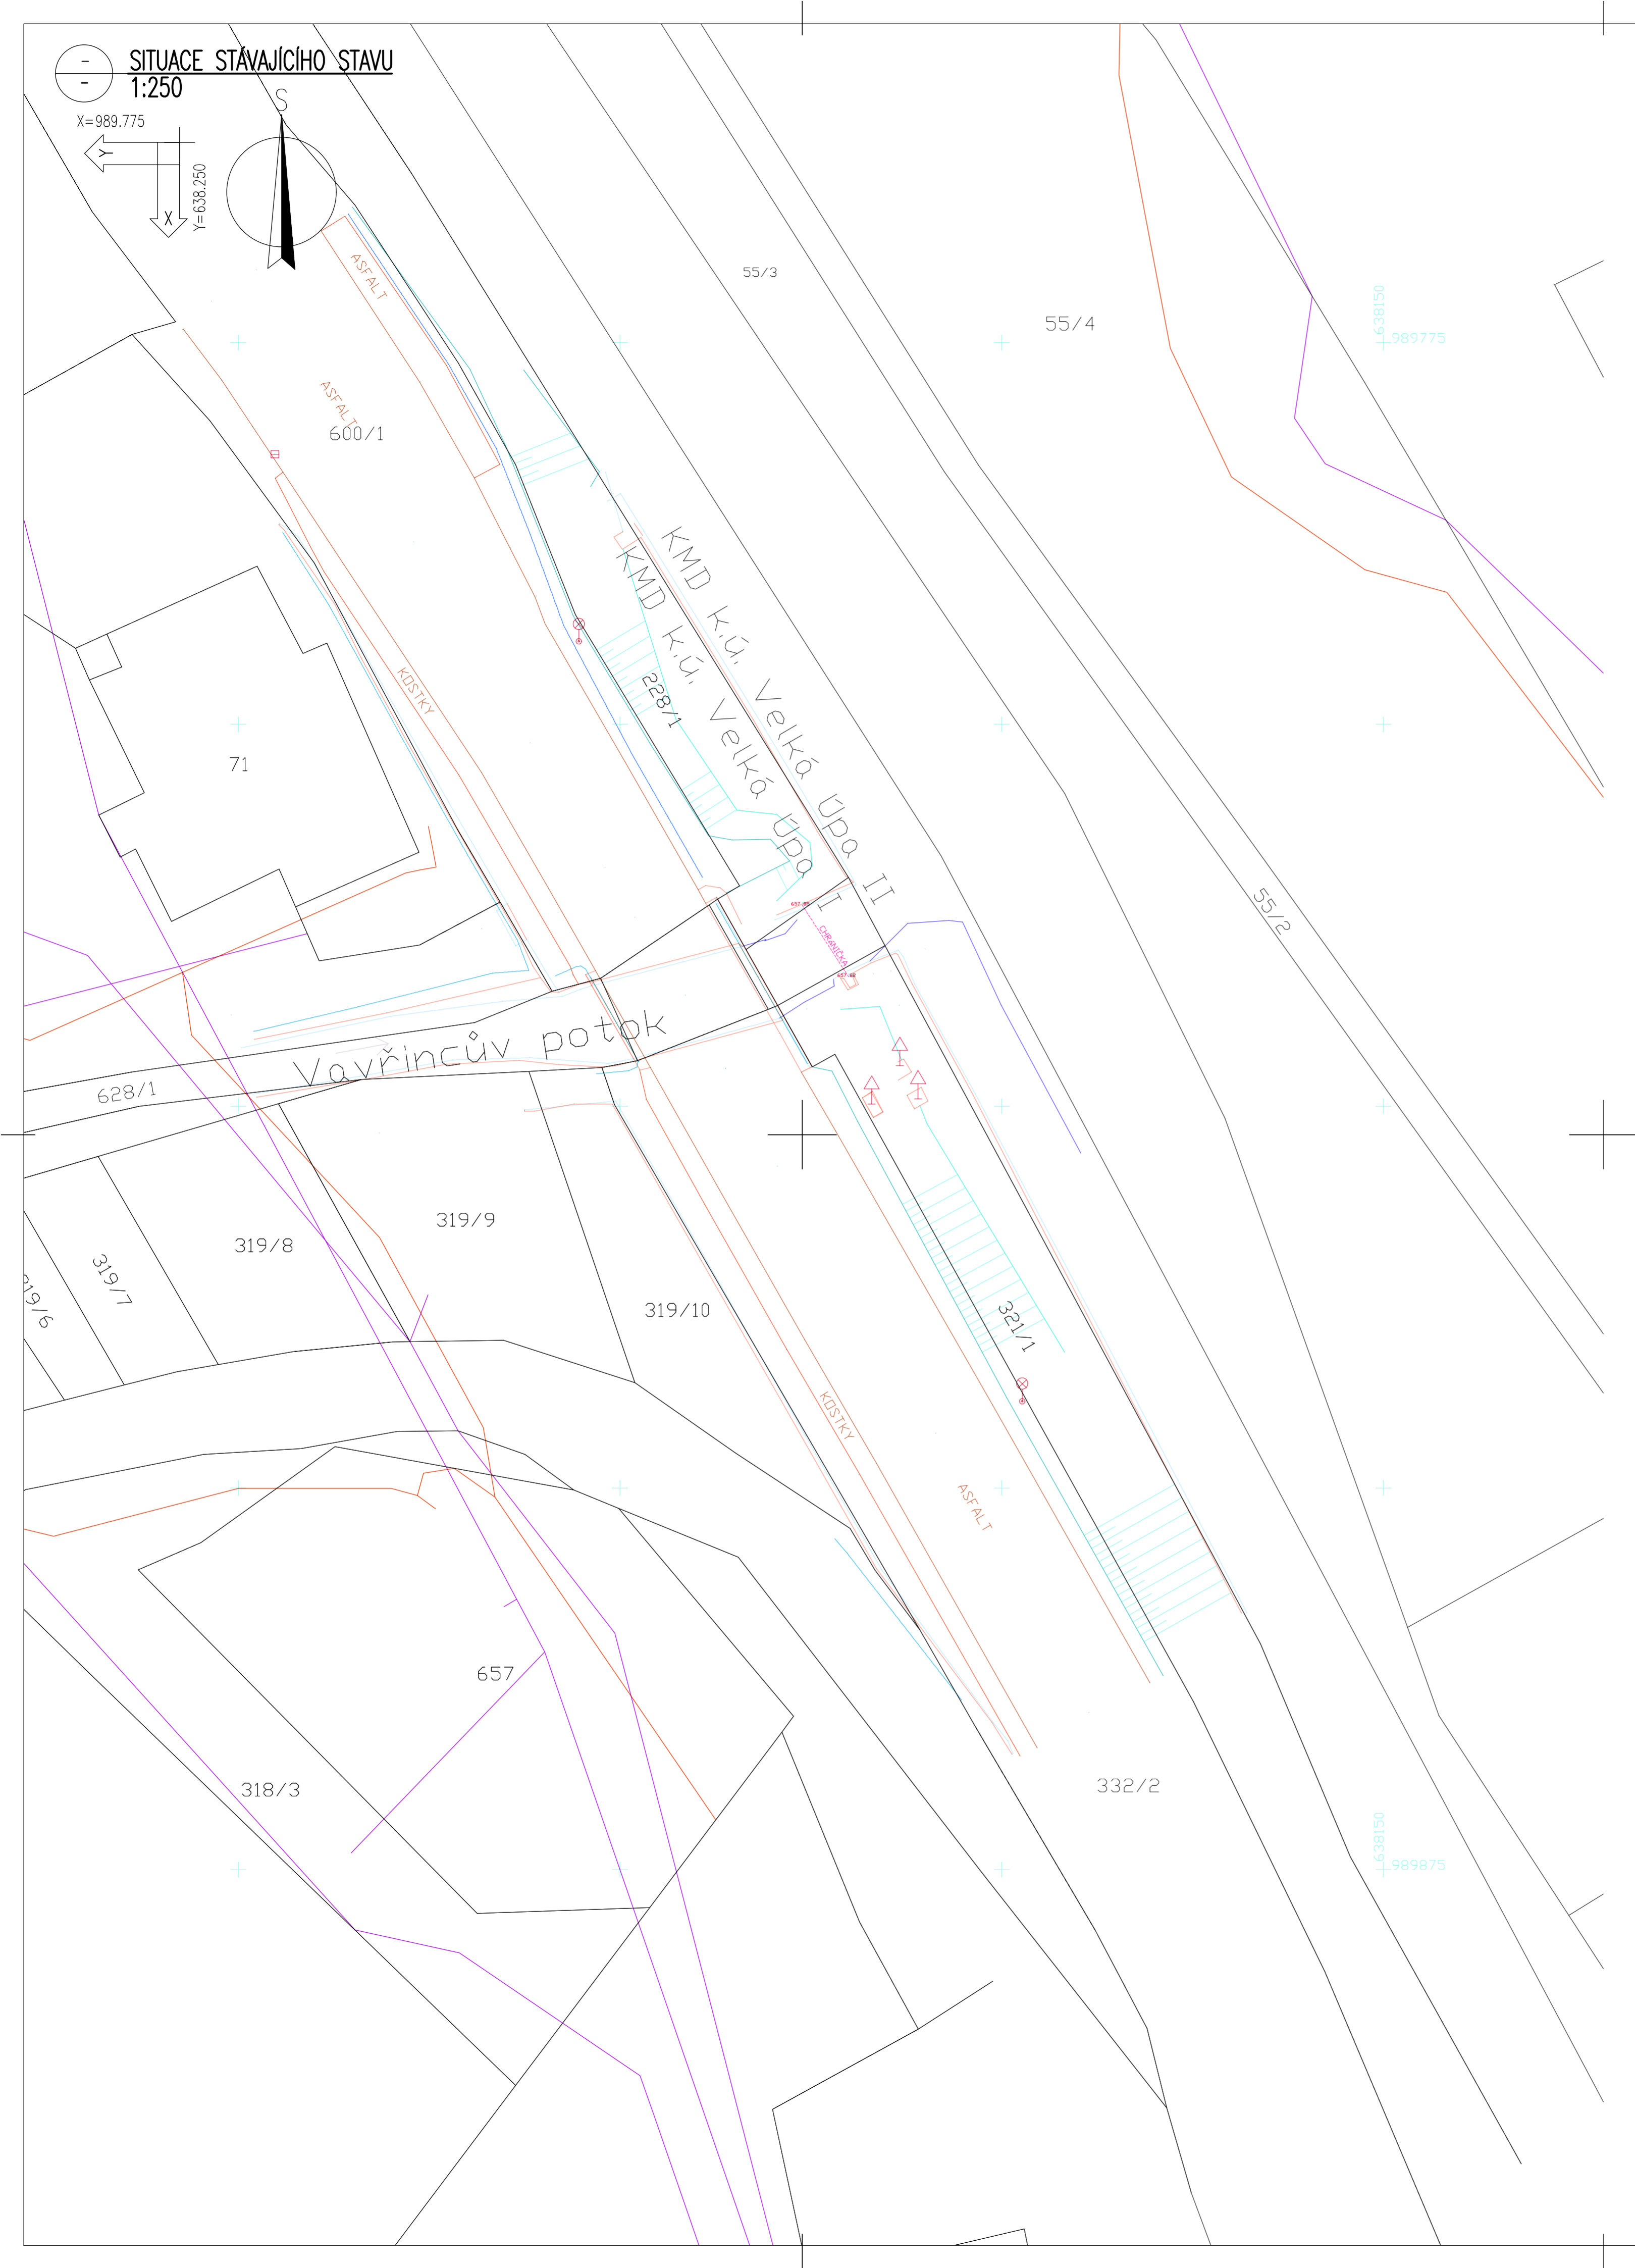 -
-
SITUACE STÁVAJÍCÍHO STAVU
1:250
S
X=989.775
Y
X
Y=638.250
ASFALT
55/3
55/4
638150
989775
ASFALT
600/1
KMD k.ú. Velká Úpa II
KMD k.ú. Velká Úpa I
KOSTKY
228/1
71
55/2
CHRÁNIČKA
Vavřincův potok
628/1
319/9
319/8
319/7
319/6
319/10
321/1
KOSTKY
ASFALT
657
318/3
332/2
638150
989875